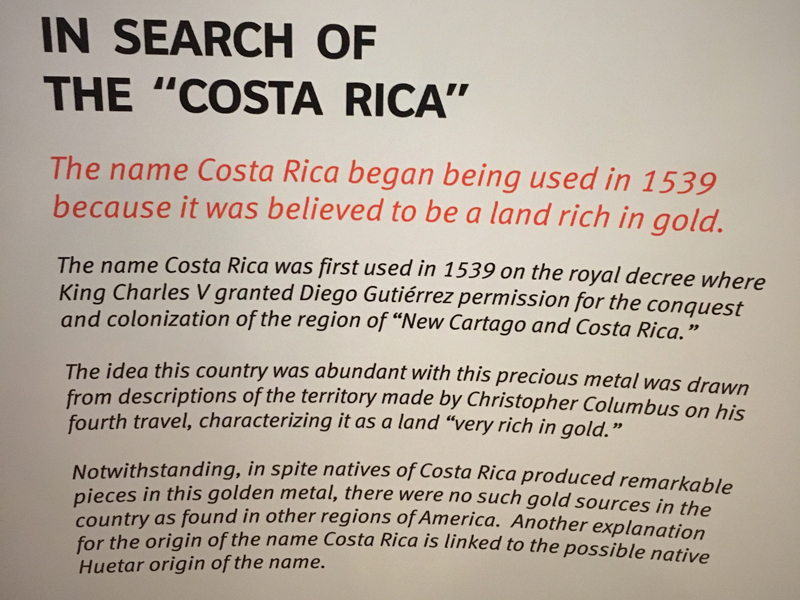 IN SEARCH OF
THE “COSTA RICA”
The name Costa Rica began being used in 1539
because it was believed to be a land rich in gold.
The name Costa Rica was first used in 1539 on the royal decree where
King Charles V granted Diego Gutiérrez permission for the conquest
and colonization of the region of “New Cartago and Costa Rica.”
The idea this country was abundant with this precious metal was drawn
from descriptions of the territory made by Christopher Columbus on his
fourth travel, characterizing it as a land “very rich in gold.”
Notwithstanding, in spite natives of Costa Rica produced remarkable
pieces in this golden metal, there were no such gold sources in the
country as found in other regions of America. Another explanation
for the origin of the name Costa Rica is linked to the possible native
Huetar origin of the name.